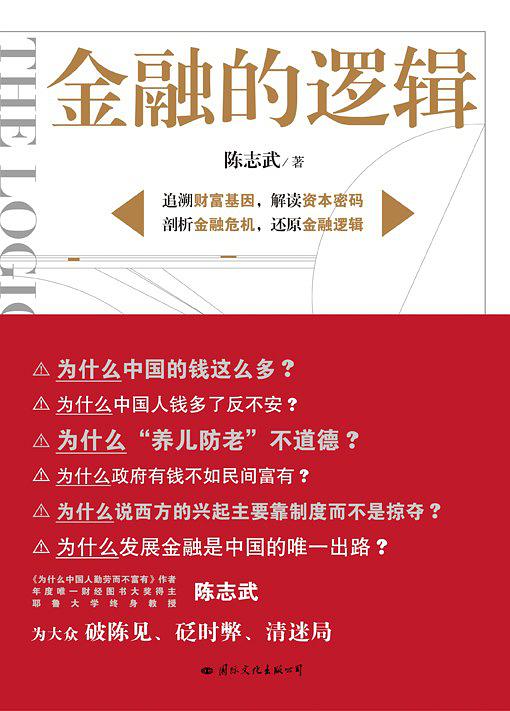 THE LOGIC
金融的逻辑
陈志武/著
追溯财富基因，解读资本密码
剖析金融危机，还原金融逻辑
为什么中国的钱这么多？
为什么中国人钱多了反不安？
为什么“养儿防老”不道德？
为什么政府有钱不如民间富有？
为什么说西方的兴起主要靠制度而不是掠夺？
为什么发展金融是中国的唯一出路？
《为什么中国人勤劳而不富有》作者
年度唯一财经图书大奖得主
耶鲁大学终身教授
陈志武
为大众 破陈见、砭时弊、清迷局
国际文化出版公司